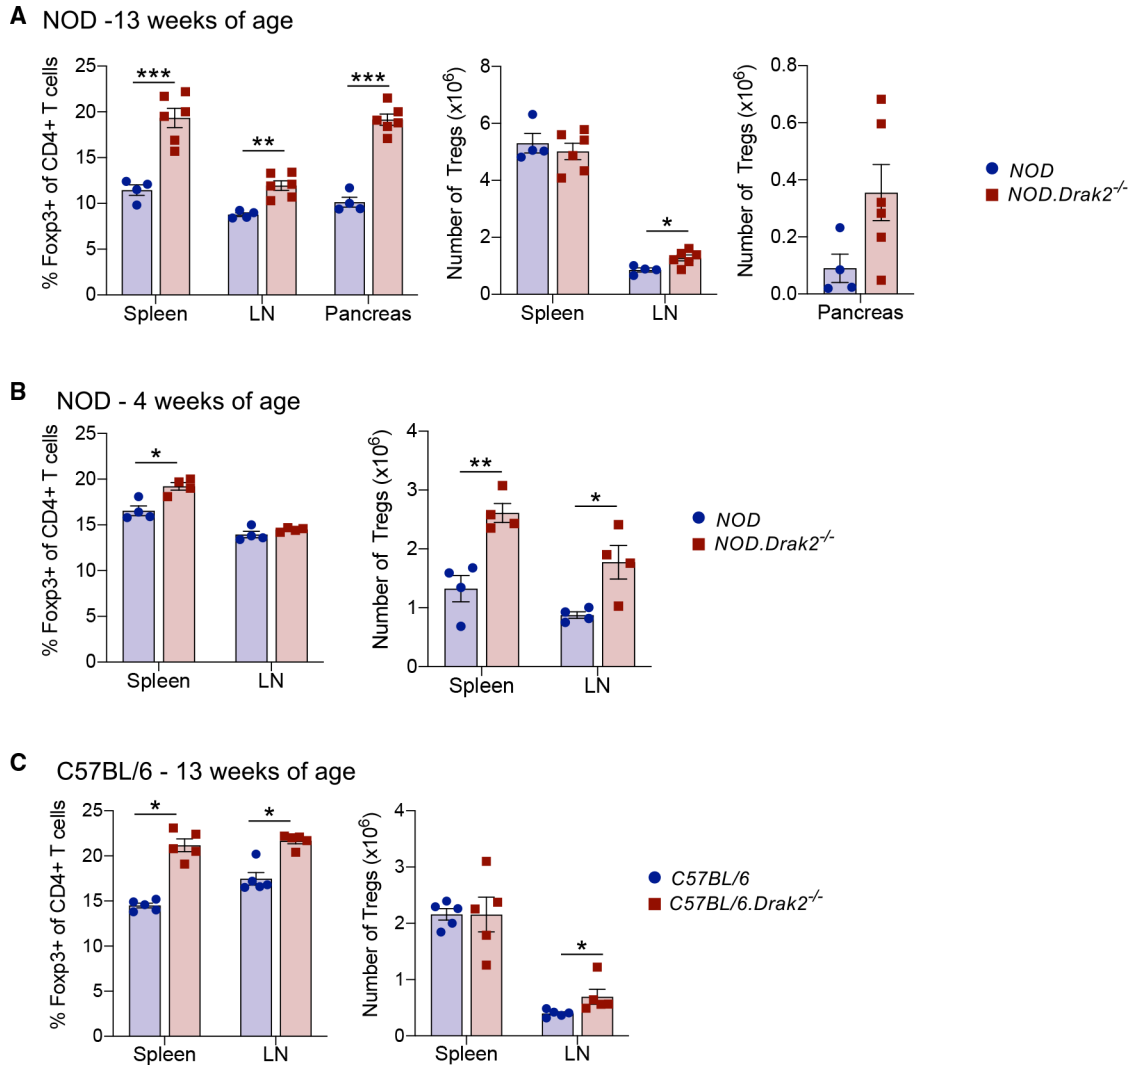 A NOD -13 weeks of age
% Foxp3+ of CD4+ T cells
25
20
15
10
5
0
***
**
***
Spleen LN Pancreas
Number of Tregs (x10⁶)
8
6
4
2
0
*
Spleen LN
Number of Tregs (x10⁶)
0.8
0.6
0.4
0.2
0.0
Pancreas
NOD
NOD.Drak2-/-
B NOD - 4 weeks of age
% Foxp3+ of CD4+ T cells
25
20
15
10
5
0
*
Spleen LN
Number of Tregs (x10⁶)
4
3
2
1
0
**
*
Spleen LN
NOD
NOD.Drak2-/-
C C57BL/6 - 13 weeks of age
% Foxp3+ of CD4+ T cells
25
20
15
10
5
0
*
*
Spleen LN
Number of Tregs (x10⁶)
4
3
2
1
0
*
Spleen LN
C57BL/6
C57BL/6.Drak2-/-